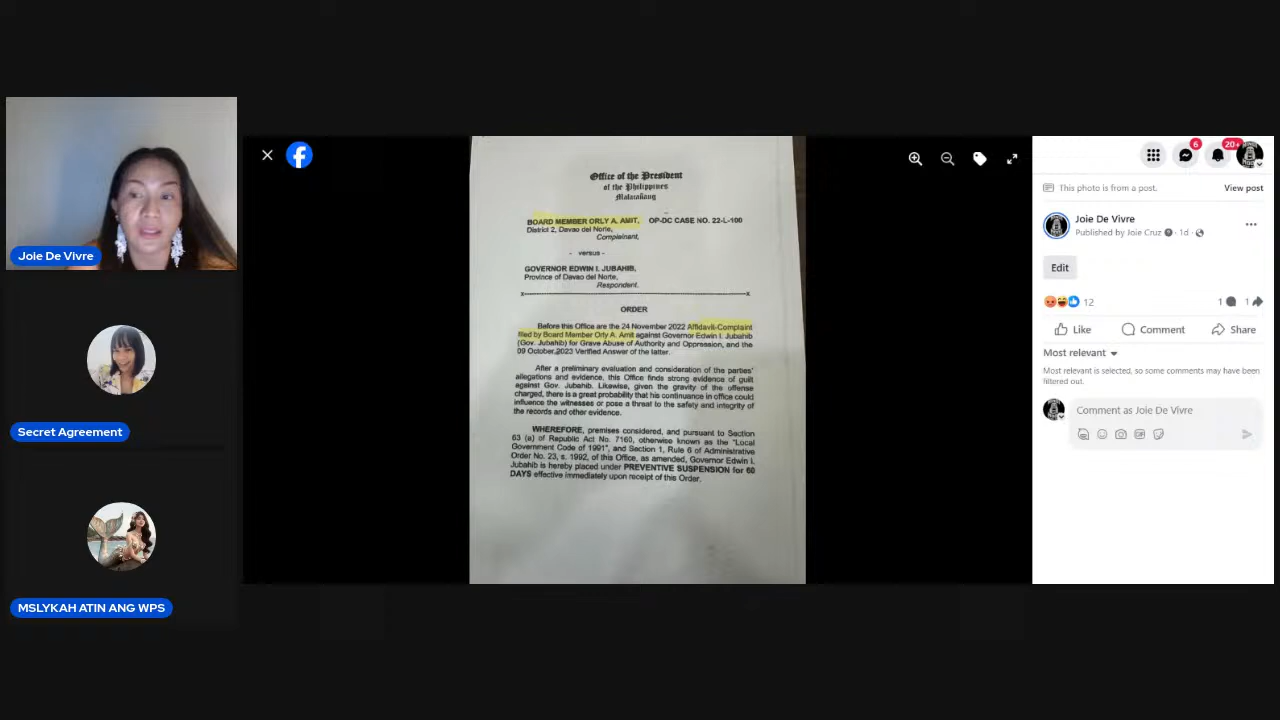 Joie De Vivre
Secret Agreement
MSLYKAH ATIN ANG WPS
Office of the President
of the Philippines
Malacañang
BOARD MEMBER ORLY A. AMIT, OP-DC CASE NO. 22-L-100
District 2, Davao del Norte,
Complainant,
- versus -
GOVERNOR EDWIN I. JUBAHIB,
Province of Davao del Norte,
Respondent.
x---x
ORDER
Before this Office are the 24 November 2022 Affidavit-Complaint
filed by Board Member Orly A. Amit against Governor Edwin I. Jubahib
(Gov. Jubahib) for Grave Abuse of Authority and Oppression, and the
09 October 2023 Verified Answer of the latter.
After a preliminary evaluation and consideration of the parties'
allegations and evidence, this Office finds strong evidence of guilt
against Gov. Jubahib. Likewise, given the gravity of the offense
charged, there is a great probability that his continuance in office could
influence the witnesses or pose a threat to the safety and integrity of
the records and other evidence.
WHEREFORE, premises considered, and pursuant to Section
63 (a) of Republic Act No. 7160, otherwise known as the "Local
Government Code of 1991", and Section 1, Rule 6 of Administrative
Order No. 23, s. 1992, of this Office, as amended, Governor Edwin I.
Jubahib is hereby placed under PREVENTIVE SUSPENSION for 60
DAYS effective immediately upon receipt of this Order.
6
20+
This photo is from a post.
View post
Joie De Vivre
Published by Joie Cruz · 1d ·
Edit
12
1 1
Like Comment Share
Most relevant
Most relevant is selected, so some comments may have been
filtered out.
Comment as Joie De Vivre